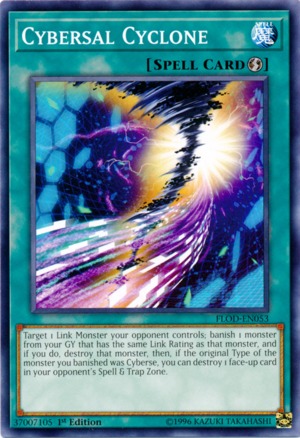 CYBERSAL CYCLONE
SPELL
魔
[SPELL CARD]
FLOD-EN053
Target 1 Link Monster your opponent controls; banish 1 monster
from your GY that has the same Link Rating as that monster, and
if you do, destroy that monster, then, if the original Type of the
monster you banished was Cyberse, you can destroy 1 face-up card
in your opponent's Spell & Trap Zone.
37007105
1st Edition
©1996 KAZUKI TAKAHASHI